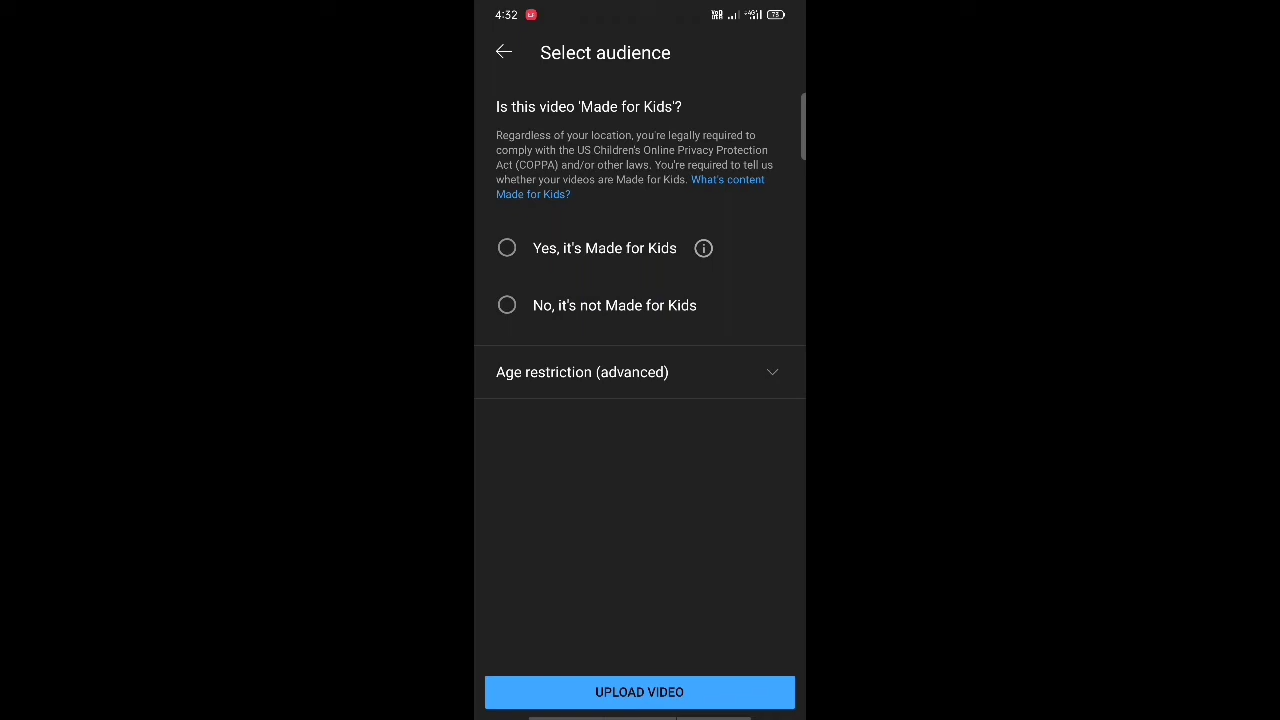 4:32
73
Select audience
Is this video 'Made for Kids'?
Regardless of your location, you're legally required to
comply with the US Children's Online Privacy Protection
Act (COPPA) and/or other laws. You're required to tell us
whether your videos are Made for Kids. What's content
Made for Kids?
Yes, it's Made for Kids
No, it's not Made for Kids
Age restriction (advanced)
UPLOAD VIDEO